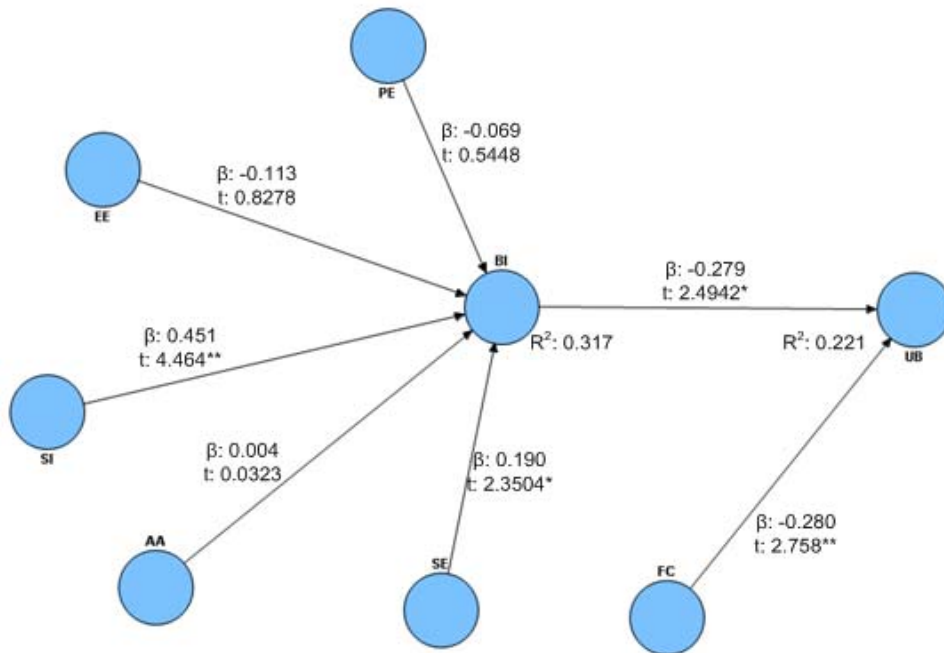 PE
β: -0.069
t: 0.5448
EE
β: -0.113
t: 0.8278
BI
β: -0.279
t: 2.4942*
R²: 0.317
R²: 0.221
UB
β: 0.451
t: 4.464**
SI
β: 0.004
t: 0.0323
β: 0.190
t: 2.3504*
AA
SE
FC
β: -0.280
t: 2.758**